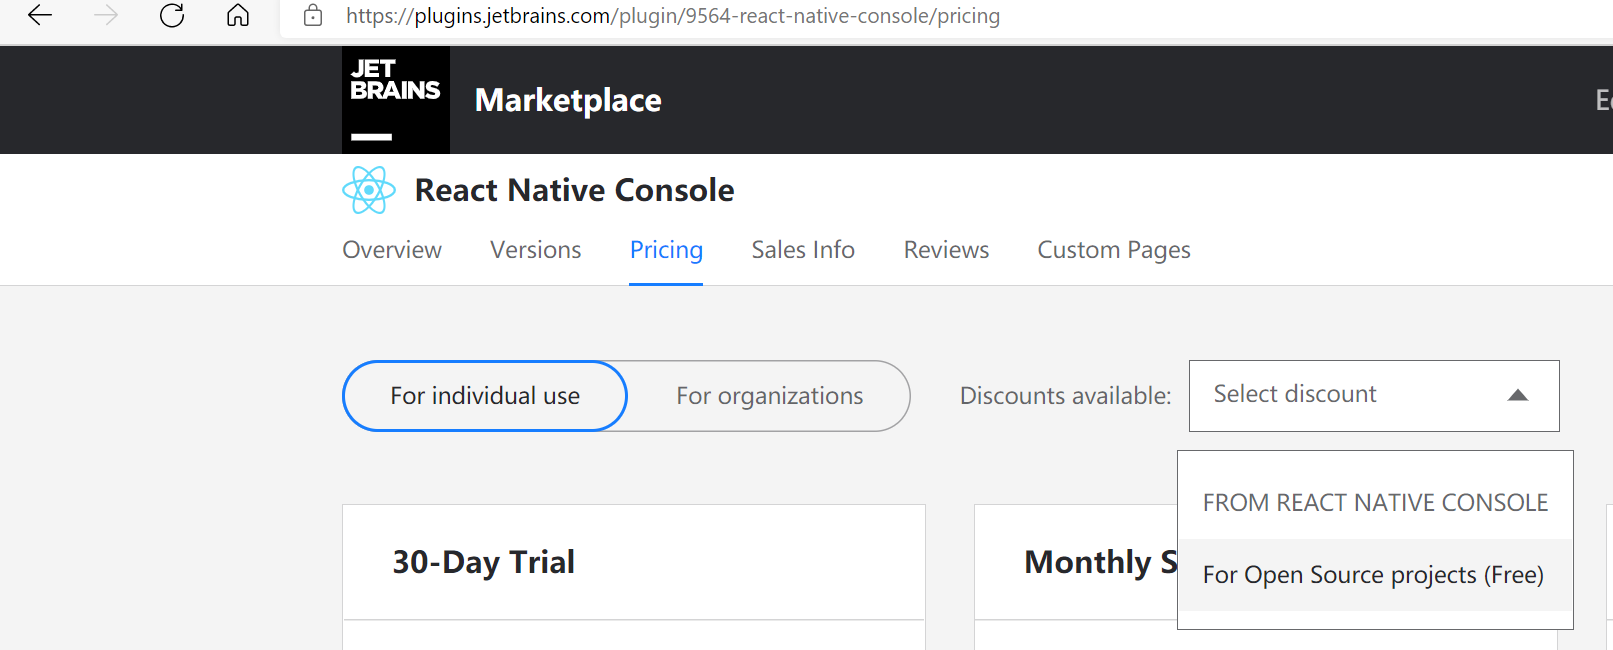 https://plugins.jetbrains.com/plugin/9564-react-native-console/pricing
JET
BRAINS
Marketplace
React Native Console
Overview Versions Pricing Sales Info Reviews Custom Pages
For individual use For organizations Discounts available: Select discount
FROM REACT NATIVE CONSOLE
30-Day Trial Monthly
For Open Source projects (Free)